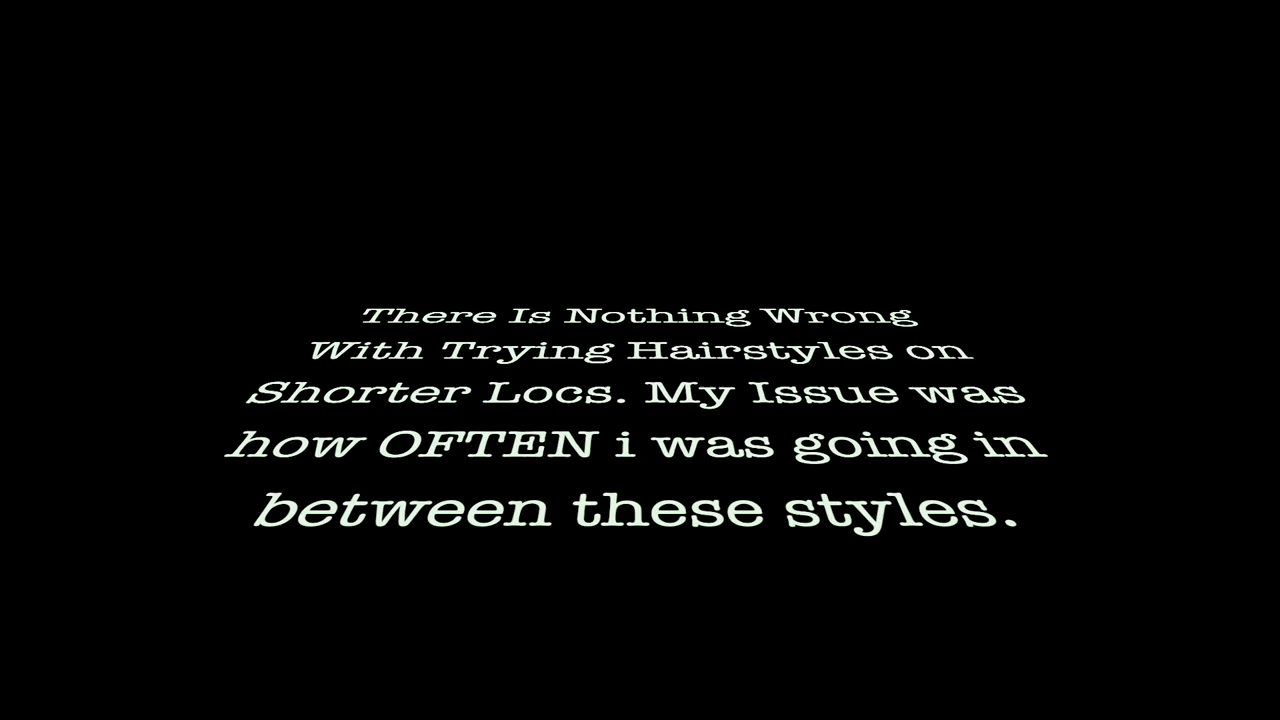 There Is Nothing Wrong
With Trying Hairstyles on
Shorter Locs. My Issue was
how OFTEN i was going in
between these styles.